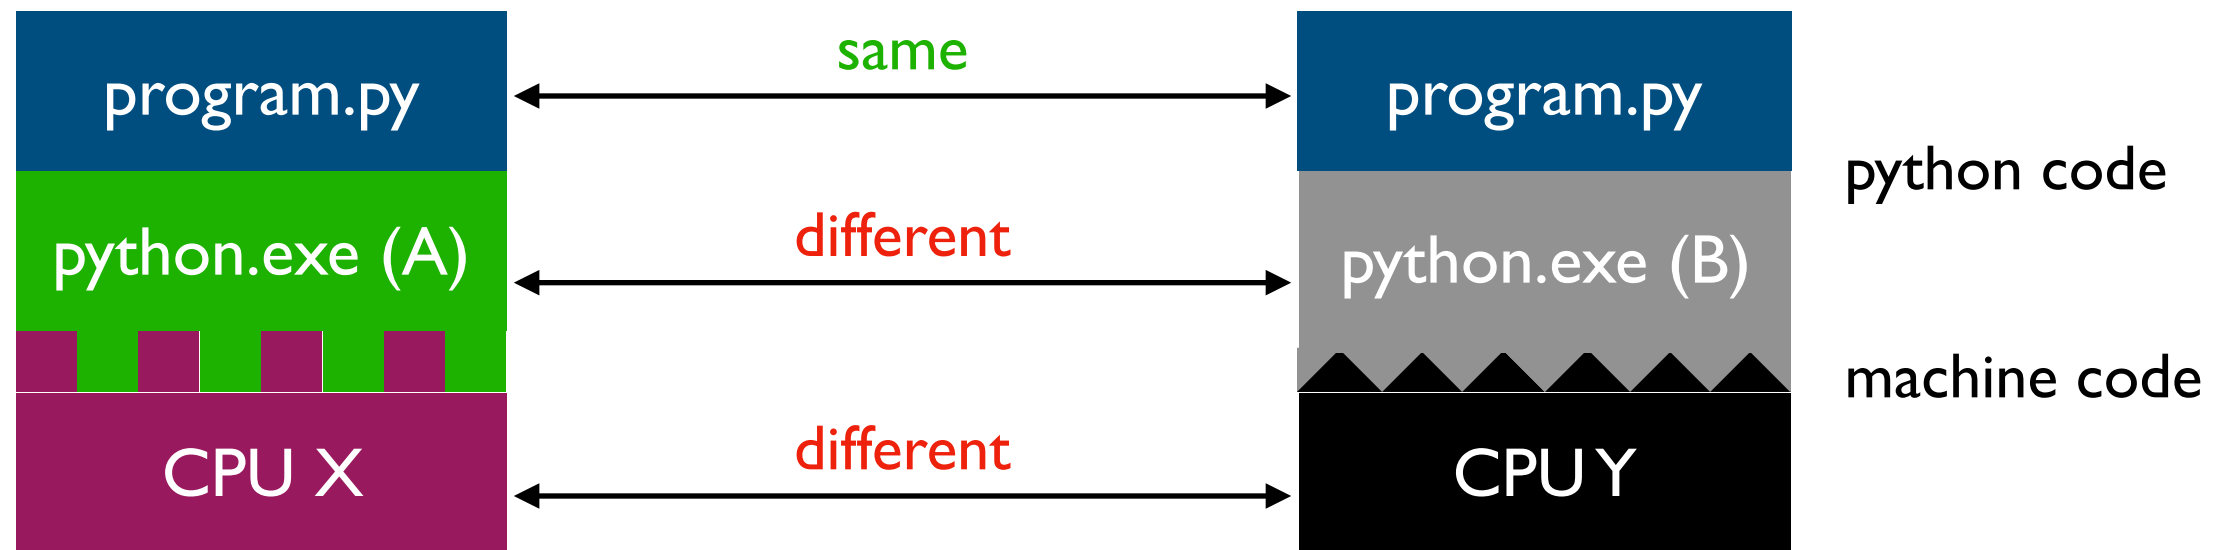 program.py
same
program.py
python code
python.exe (A)
different
python.exe (B)
machine code
CPU X
different
CPU Y